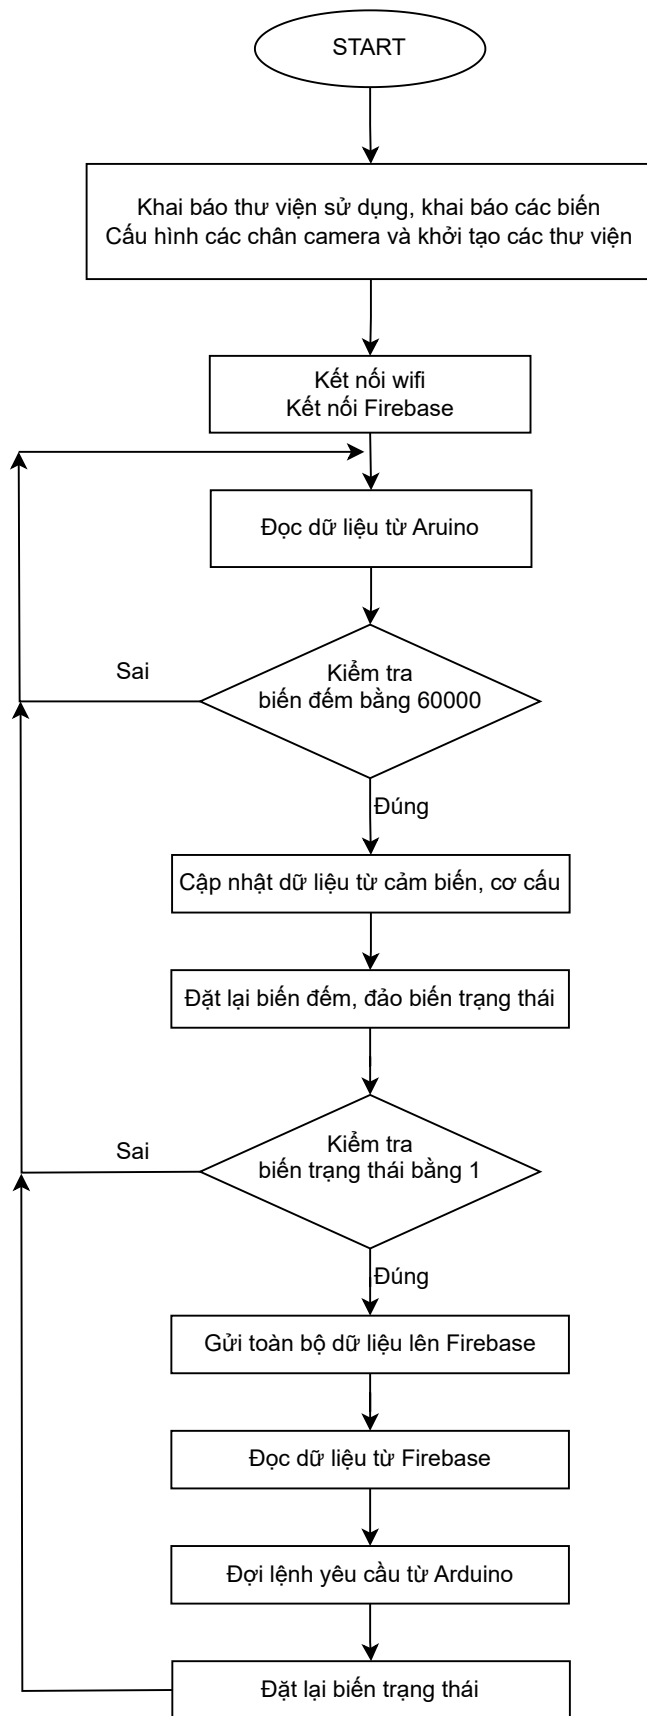 START
Khai báo thư viện sử dụng, khai báo các biến
Cấu hình các chân camera và khởi tạo các thư viện
Kết nối wifi
Kết nối Firebase
Đọc dữ liệu từ Aruino
Sai
Kiểm tra
biến đếm bằng 60000
Đúng
Cập nhật dữ liệu từ cảm biến, cơ cấu
Đặt lại biến đếm, đảo biến trạng thái
Sai
Kiểm tra
biến trạng thái bằng 1
Đúng
Gửi toàn bộ dữ liệu lên Firebase
Đọc dữ liệu từ Firebase
Đợi lệnh yêu cầu từ Arduino
Đặt lại biến trạng thái